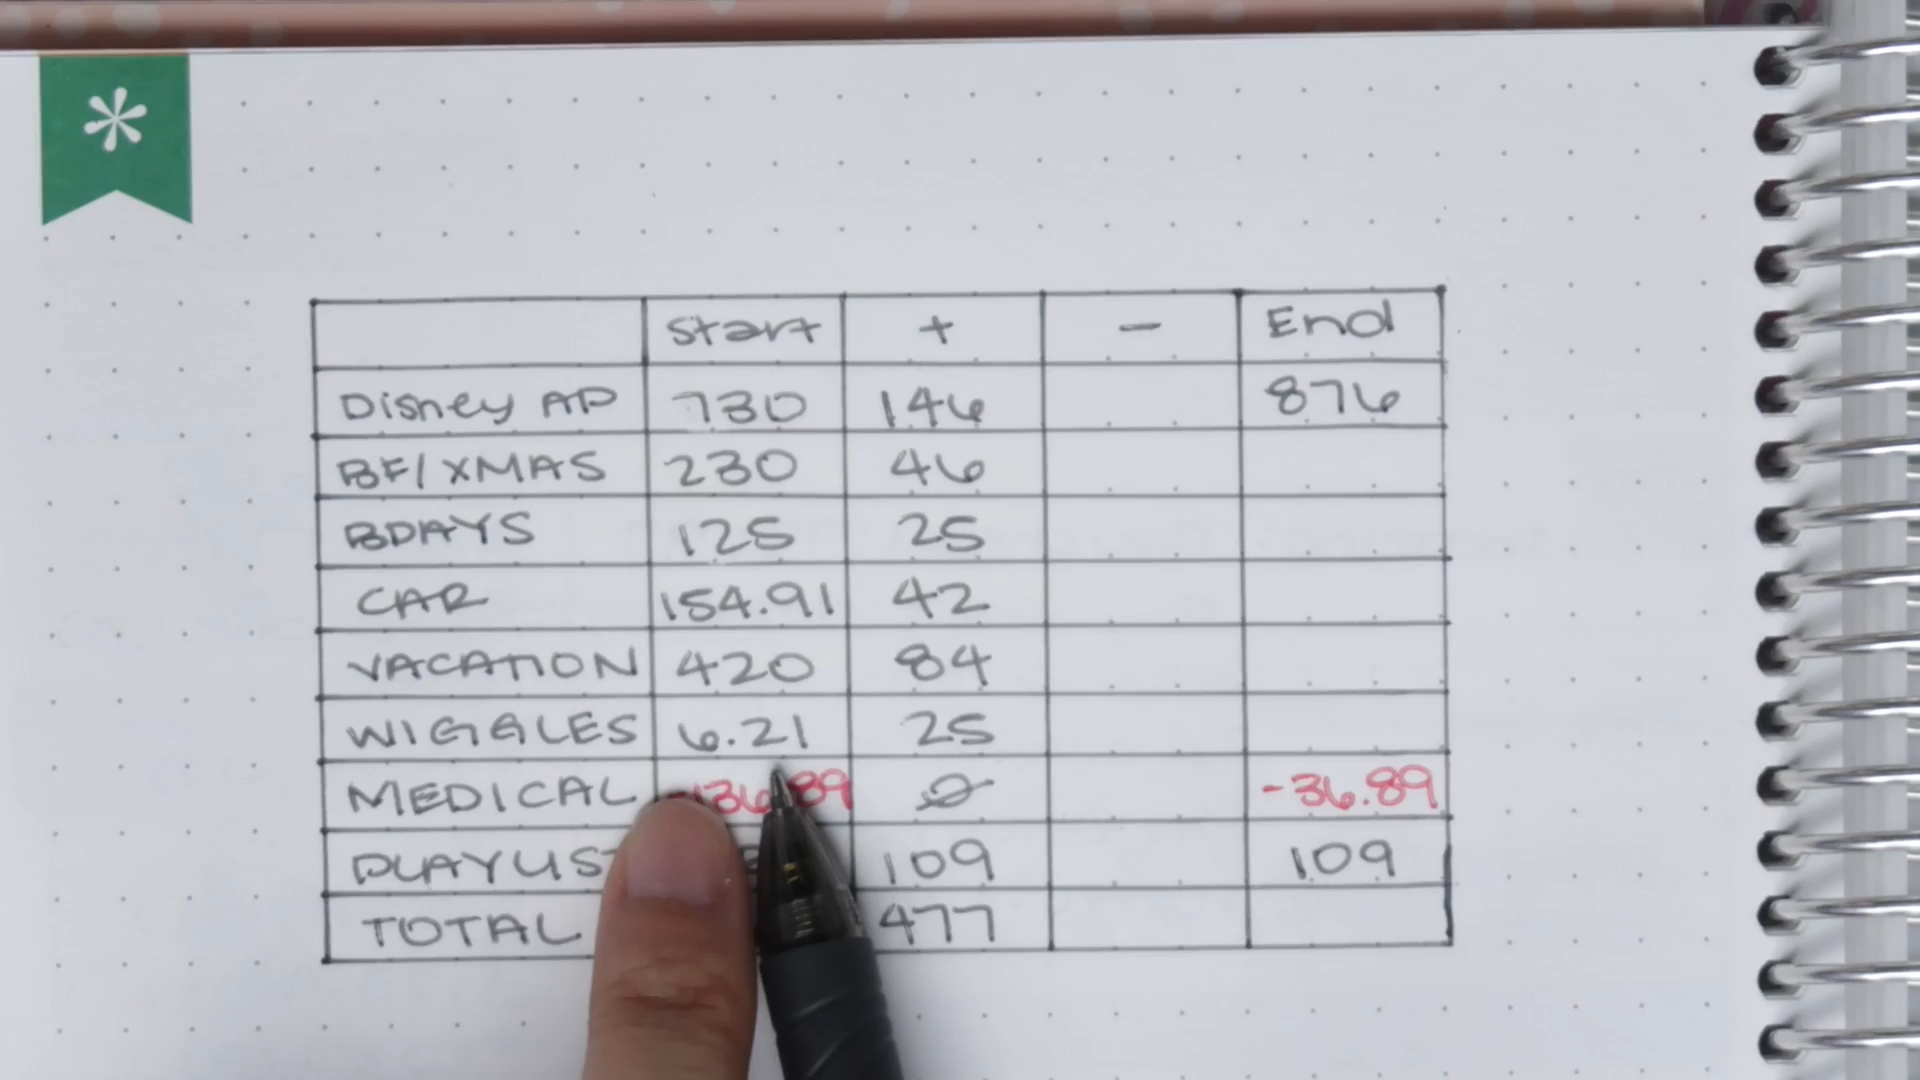 *
Start + - End
Disney AP 730 146 876
BF/XMAS 230 46
BDAYS 125 25
CAR 154.91 42
VACATION 420 84
WIGGLES 6.21 25
MEDICAL Ø -36.89
PLAYLIST 109 109
TOTAL 477